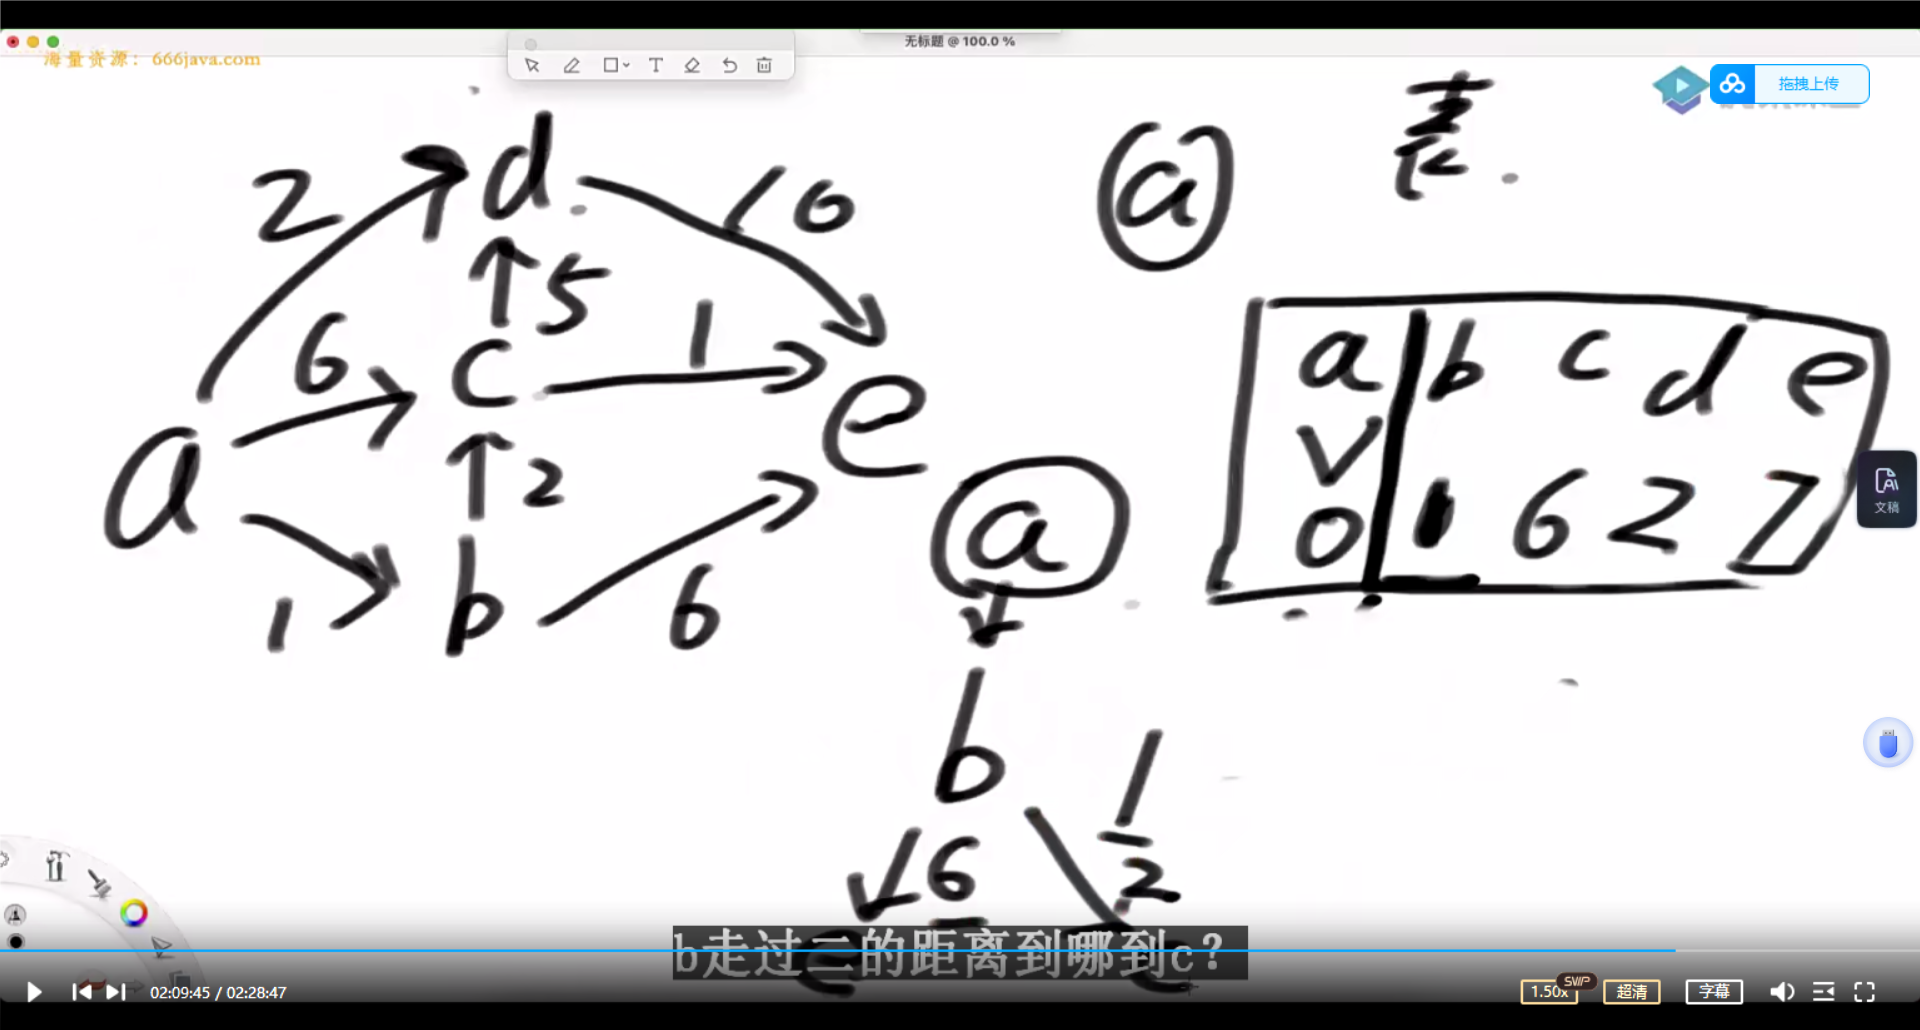 无标题 @ 100.0 %
海量资源：666java.com
T
拖拽上传
表
d
2
10
a
5
6
c
1
a b c d e
e
a
2
0 1 6 2 7
文稿
b
1
6
a
b
1
6
2
e
c
b走过二的距离到哪到c？
02:09:45 / 02:28:47
1.50x
SVIP
超清
字幕